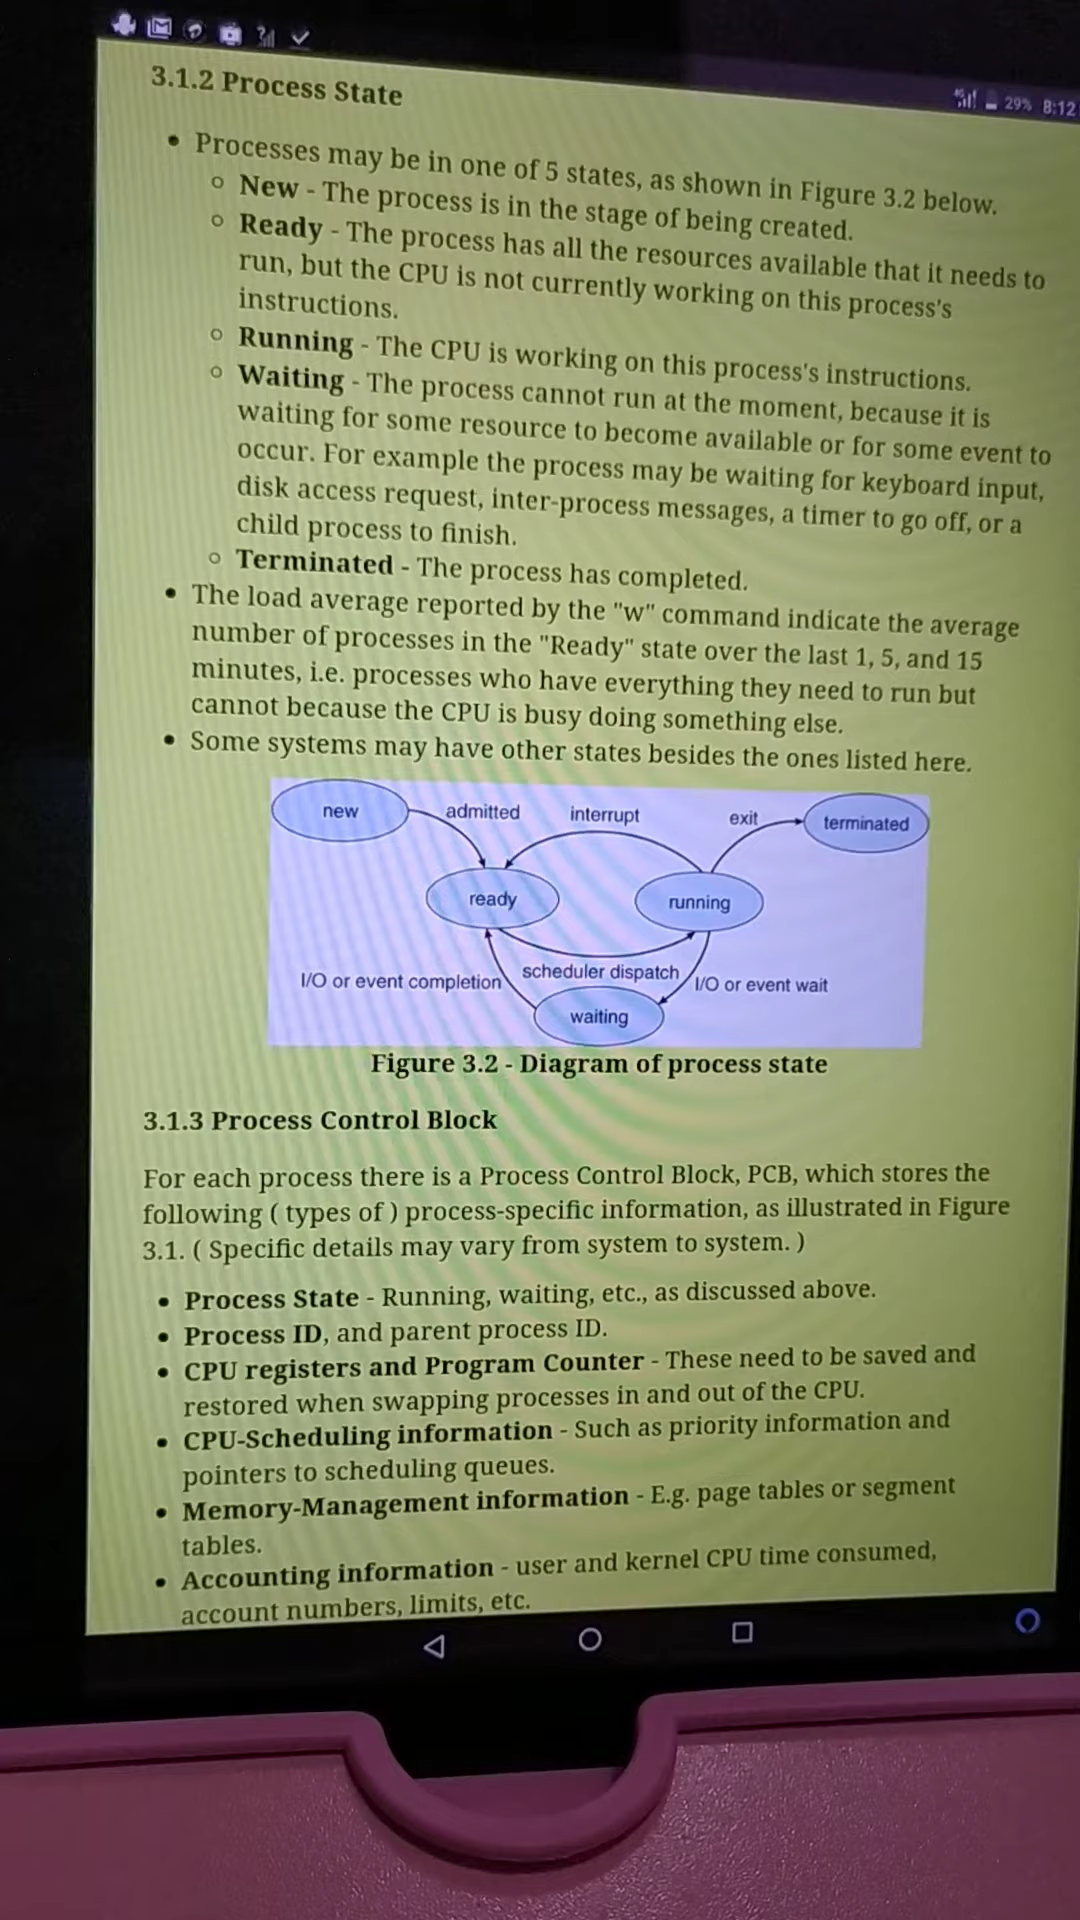 29% 8:12
3.1.2 Process State
• Processes may be in one of 5 states, as shown in Figure 3.2 below.
○ New - The process is in the stage of being created.
○ Ready - The process has all the resources available that it needs to
run, but the CPU is not currently working on this process's
instructions.
○ Running - The CPU is working on this process's instructions.
○ Waiting - The process cannot run at the moment, because it is
waiting for some resource to become available or for some event to
occur. For example the process may be waiting for keyboard input,
disk access request, inter-process messages, a timer to go off, or a
child process to finish.
○ Terminated - The process has completed.
• The load average reported by the "w" command indicate the average
number of processes in the "Ready" state over the last 1, 5, and 15
minutes, i.e. processes who have everything they need to run but
cannot because the CPU is busy doing something else.
• Some systems may have other states besides the ones listed here.
new admitted interrupt exit terminated
ready running
I/O or event completion scheduler dispatch I/O or event wait
waiting
Figure 3.2 - Diagram of process state
3.1.3 Process Control Block
For each process there is a Process Control Block, PCB, which stores the
following ( types of ) process-specific information, as illustrated in Figure
3.1. ( Specific details may vary from system to system. )
• Process State - Running, waiting, etc., as discussed above.
• Process ID, and parent process ID.
• CPU registers and Program Counter - These need to be saved and
restored when swapping processes in and out of the CPU.
• CPU-Scheduling information - Such as priority information and
pointers to scheduling queues.
• Memory-Management information - E.g. page tables or segment
tables.
• Accounting information - user and kernel CPU time consumed,
account numbers, limits, etc.